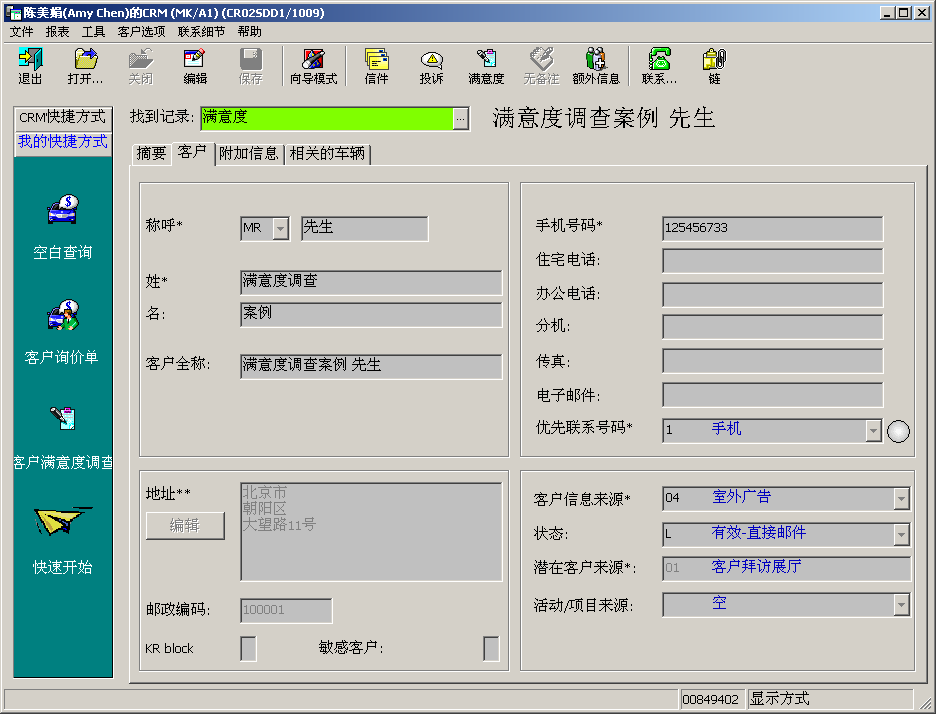 陈美娟(Amy Chen)的CRM (MK/A1) (CR02SDD1/1009)
文件 报表 工具 客户选项 联系细节 帮助
退出 打开... 关闭 编辑 保存 向导模式 信件 投诉 满意度 无备注 额外信息 联系... 链
CRM快捷方式
我的快捷方式
空白查询
客户询价单
客户满意度调查
快速开始
找到记录: 满意度 ...
满意度调查案例 先生
摘要 客户 附加信息 相关的车辆
称呼* MR 先生
姓* 满意度调查
名: 案例
客户全称: 满意度调查案例 先生
手机号码* 125456733
住宅电话:
办公电话:
分机:
传真:
电子邮件:
优先联系号码* 1 手机
地址** 北京市
朝阳区
大望路11号
编辑
邮政编码: 100001
KR block 敏感客户:
客户信息来源* 04 室外广告
状态: L 有效-直接邮件
潜在客户来源*: 01 客户拜访展厅
活动/项目来源: 空
00849402 显示方式